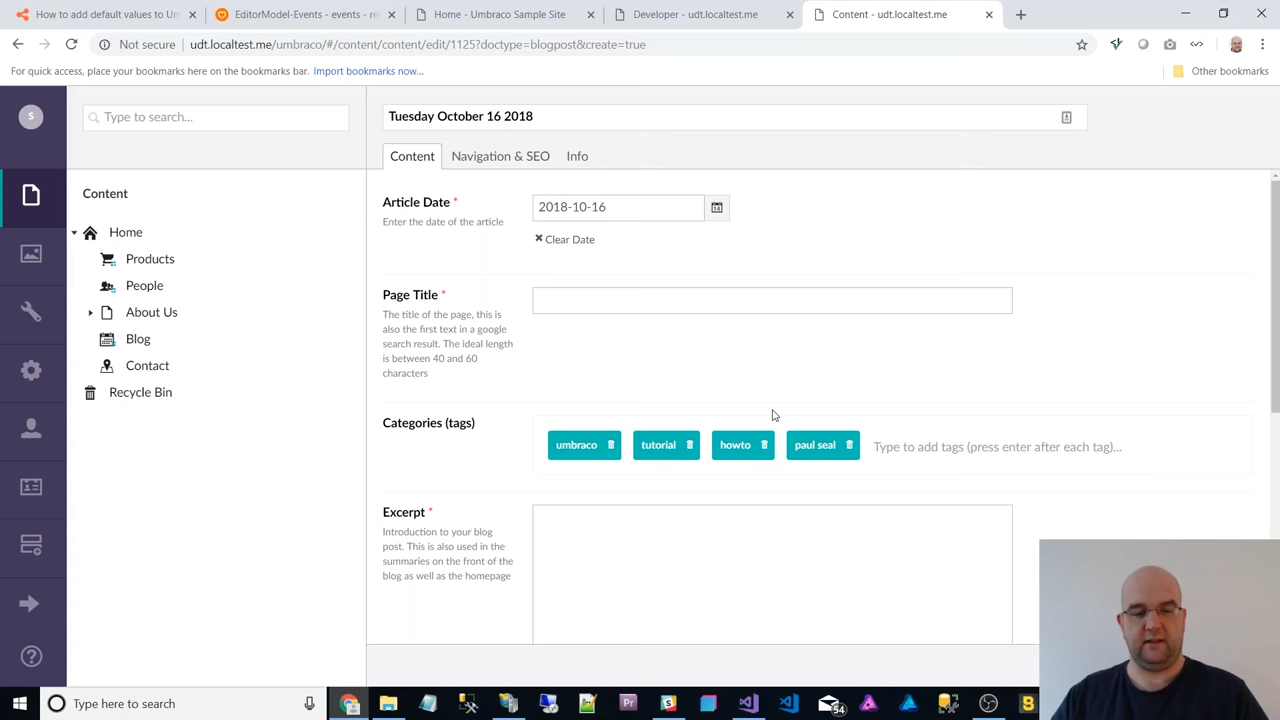 How to add default values to Um
EditorModel-Events - events - re
Home - Umbraco Sample Site
Developer - udt.localtest.me
Content - udt.localtest.me
Not secure
udt.localtest.me/umbraco/#/content/content/edit/1125?doctype=blogpost&create=true
For quick access, place your bookmarks here on the bookmarks bar. Import bookmarks now...
Other bookmarks
S
Type to search...
Tuesday October 16 2018
Content
Navigation & SEO
Info
Content
Home
Products
People
About Us
Blog
Contact
Recycle Bin
Article Date *
Enter the date of the article
2018-10-16
Clear Date
Page Title *
The title of the page, this is
also the first text in a google
search result. The ideal length
is between 40 and 60
characters
Categories (tags)
umbraco
tutorial
howto
paul seal
Type to add tags (press enter after each tag)...
Excerpt *
Introduction to your blog
post. This is also used in the
summaries on the front of the
blog as well as the homepage
Type here to search
Pr
54
B